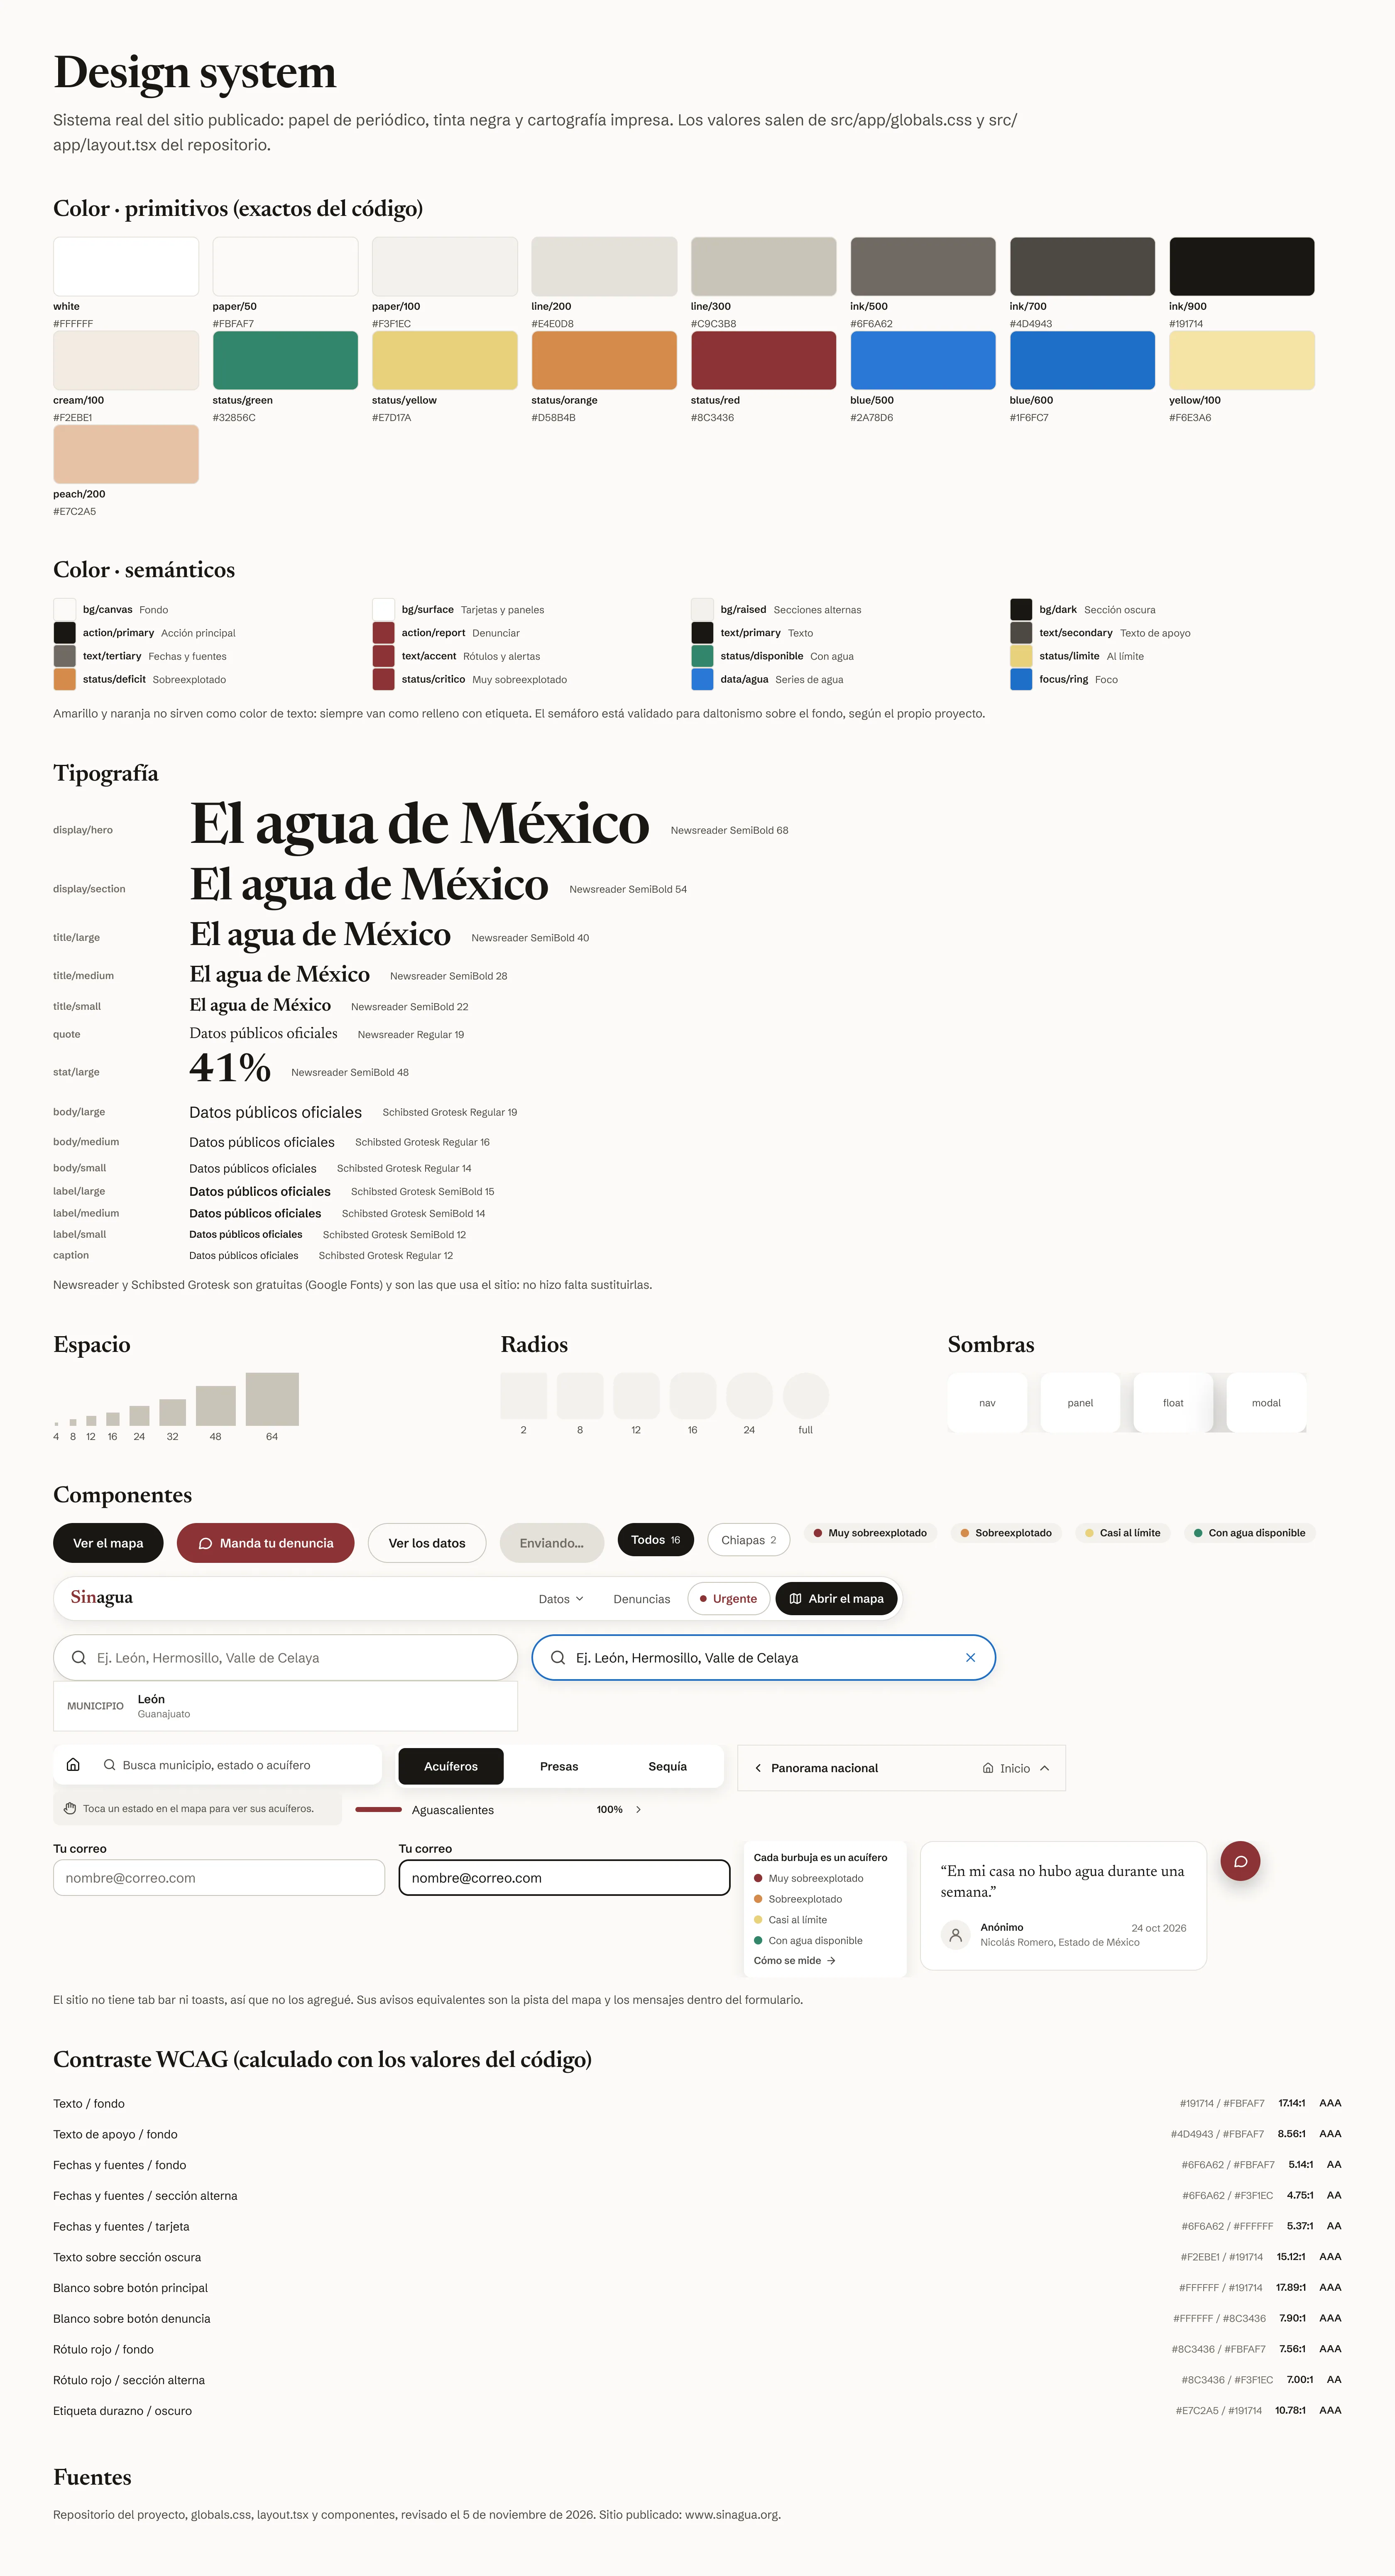 Design system
Sistema real del sitio publicado: papel de periódico, tinta negra y cartografía impresa. Los valores salen de src/app/globals.css y src/
app/layout.tsx del repositorio.
Color · primitivos (exactos del código)
white paper/50 paper/100 line/200 line/300 ink/500 ink/700 ink/900
#FFFFFF #FBFAF7 #F3F1EC #E4E0D8 #C9C3B8 #6F6A62 #4D4943 #191714
cream/100 status/green status/yellow status/orange status/red blue/500 blue/600 yellow/100
#F2EBE1 #32856C #E7D17A #D58B4B #8C3436 #2A78D6 #1F6FC7 #F6E3A6
peach/200
#E7C2A5
Color · semánticos
bg/canvas Fondo bg/surface Tarjetas y paneles bg/raised Secciones alternas bg/dark Sección oscura
action/primary Acción principal action/report Denunciar text/primary Texto text/secondary Texto de apoyo
text/tertiary Fechas y fuentes text/accent Rótulos y alertas status/disponible Con agua status/limite Al límite
status/deficit Sobreexplotado status/critico Muy sobreexplotado data/agua Series de agua focus/ring Foco
Amarillo y naranja no sirven como color de texto: siempre van como relleno con etiqueta. El semáforo está validado para daltonismo sobre el fondo, según el propio proyecto.
Tipografía
display/hero El agua de México Newsreader SemiBold 68
display/section El agua de México Newsreader SemiBold 54
title/large El agua de México Newsreader SemiBold 40
title/medium El agua de México Newsreader SemiBold 28
title/small El agua de México Newsreader SemiBold 22
quote Datos públicos oficiales Newsreader Regular 19
stat/large 41% Newsreader SemiBold 48
body/large Datos públicos oficiales Schibsted Grotesk Regular 19
body/medium Datos públicos oficiales Schibsted Grotesk Regular 16
body/small Datos públicos oficiales Schibsted Grotesk Regular 14
label/large Datos públicos oficiales Schibsted Grotesk SemiBold 15
label/medium Datos públicos oficiales Schibsted Grotesk SemiBold 14
label/small Datos públicos oficiales Schibsted Grotesk SemiBold 12
caption Datos públicos oficiales Schibsted Grotesk Regular 12
Newsreader y Schibsted Grotesk son gratuitas (Google Fonts) y son las que usa el sitio: no hizo falta sustituirlas.
Espacio
4 8 12 16 24 32 48 64
Radios
2 8 12 16 24 full
Sombras
nav panel float modal
Componentes
Ver el mapa Manda tu denuncia Ver los datos Enviando... Todos 16 Chiapas 2 Muy sobreexplotado Sobreexplotado Casi al límite Con agua disponible
Sinagua Datos Denuncias Urgente Abrir el mapa
Ej. León, Hermosillo, Valle de Celaya Ej. León, Hermosillo, Valle de Celaya
MUNICIPIO León
Guanajuato
Busca municipio, estado o acuífero Acuíferos Presas Sequía Panorama nacional Inicio
Toca un estado en el mapa para ver sus acuíferos. Aguascalientes 100%
Tu correo
nombre@correo.com
Tu correo
nombre@correo.com
Cada burbuja es un acuífero
Muy sobreexplotado
Sobreexplotado
Casi al límite
Con agua disponible
Cómo se mide →
“En mi casa no hubo agua durante una
semana.”
Anónimo 24 oct 2026
Nicolás Romero, Estado de México
El sitio no tiene tab bar ni toasts, así que no los agregué. Sus avisos equivalentes son la pista del mapa y los mensajes dentro del formulario.
Contraste WCAG (calculado con los valores del código)
Texto / fondo #191714 / #FBFAF7 17.14:1 AAA
Texto de apoyo / fondo #4D4943 / #FBFAF7 8.56:1 AAA
Fechas y fuentes / fondo #6F6A62 / #FBFAF7 5.14:1 AA
Fechas y fuentes / sección alterna #6F6A62 / #F3F1EC 4.75:1 AA
Fechas y fuentes / tarjeta #6F6A62 / #FFFFFF 5.37:1 AA
Texto sobre sección oscura #F2EBE1 / #191714 15.12:1 AAA
Blanco sobre botón principal #FFFFFF / #191714 17.89:1 AAA
Blanco sobre botón denuncia #FFFFFF / #8C3436 7.90:1 AAA
Rótulo rojo / fondo #8C3436 / #FBFAF7 7.56:1 AAA
Rótulo rojo / sección alterna #8C3436 / #F3F1EC 7.00:1 AA
Etiqueta durazno / oscuro #E7C2A5 / #191714 10.78:1 AAA
Fuentes
Repositorio del proyecto, globals.css, layout.tsx y componentes, revisado el 5 de noviembre de 2026. Sitio publicado: www.sinagua.org.